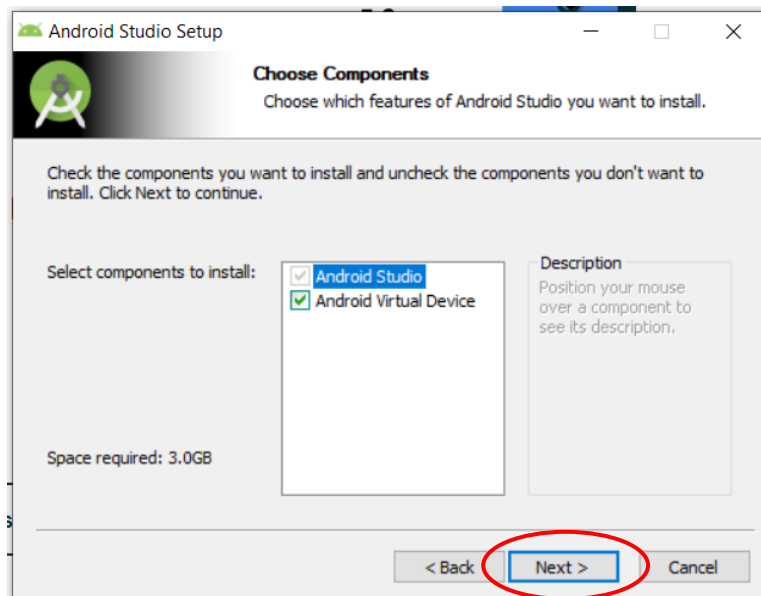 Android Studio Setup
Choose Components
Choose which features of Android Studio you want to install.
Check the components you want to install and uncheck the components you don't want to
install. Click Next to continue.
Select components to install:
Android Studio
Android Virtual Device
Description
Position your mouse
over a component to
see its description.
Space required: 3.0GB
< Back
Next >
Cancel